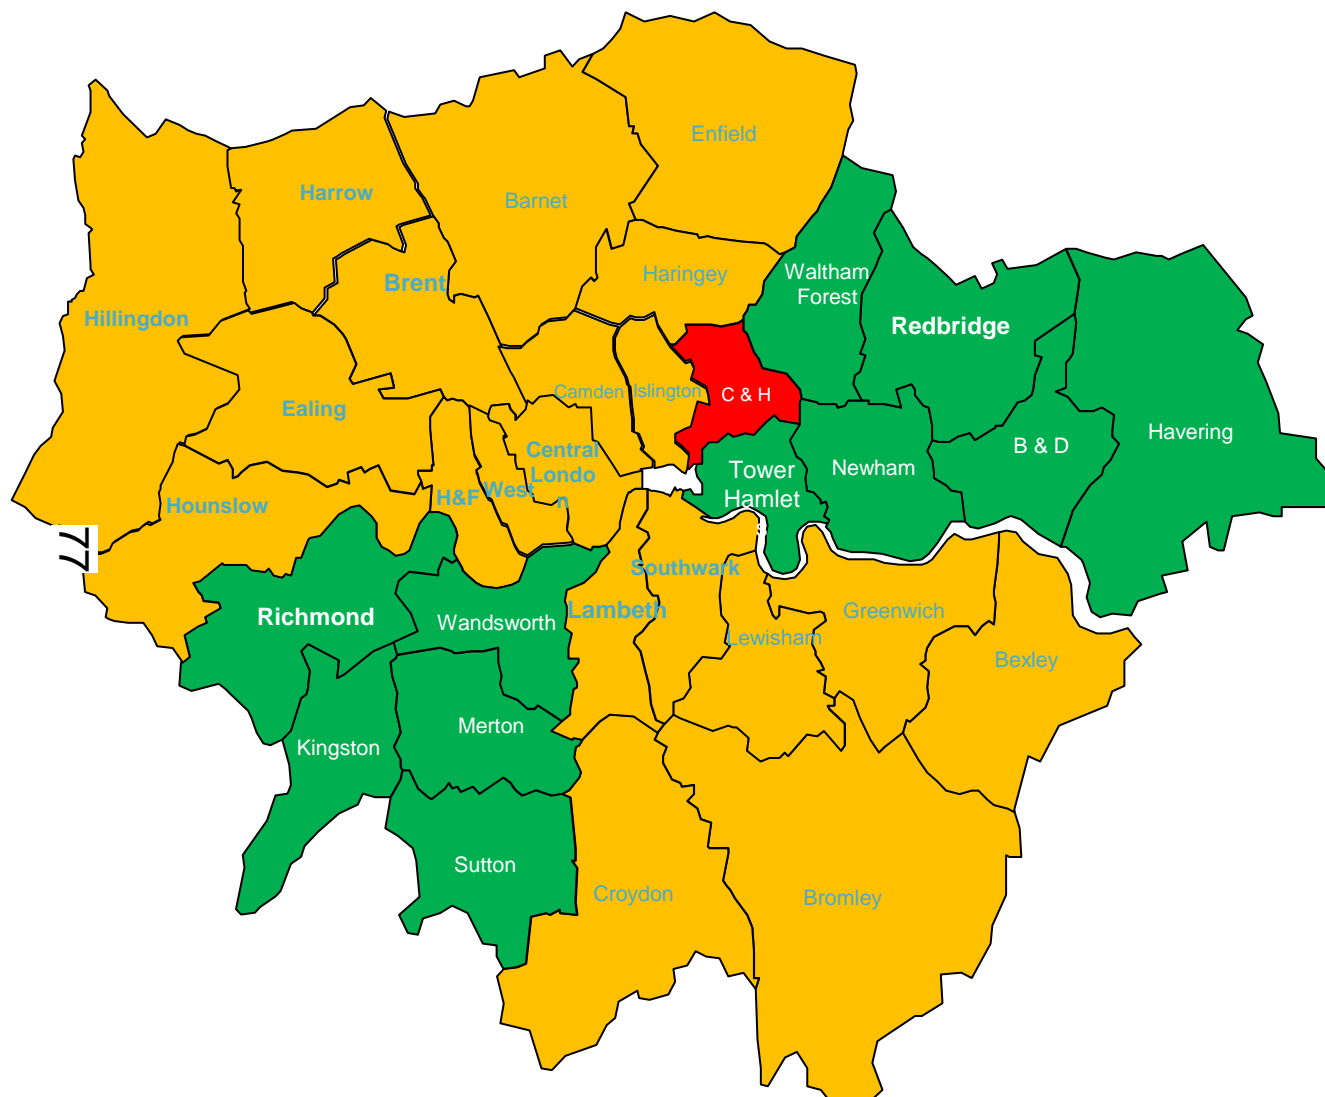 Enfield
Harrow
Barnet
Haringey
Waltham
Forest
Brent
Hillingdon
Redbridge
Camden
Islington
C & H
Ealing
Havering
B & D
Central
Londo
n
Tower
Hamlet
s
Newham
H&F
West
Hounslow
77
Southwark
Richmond
Lambeth
Wandsworth
Greenwich
Lewisham
Bexley
Merton
Kingston
Sutton
Croydon
Bromley